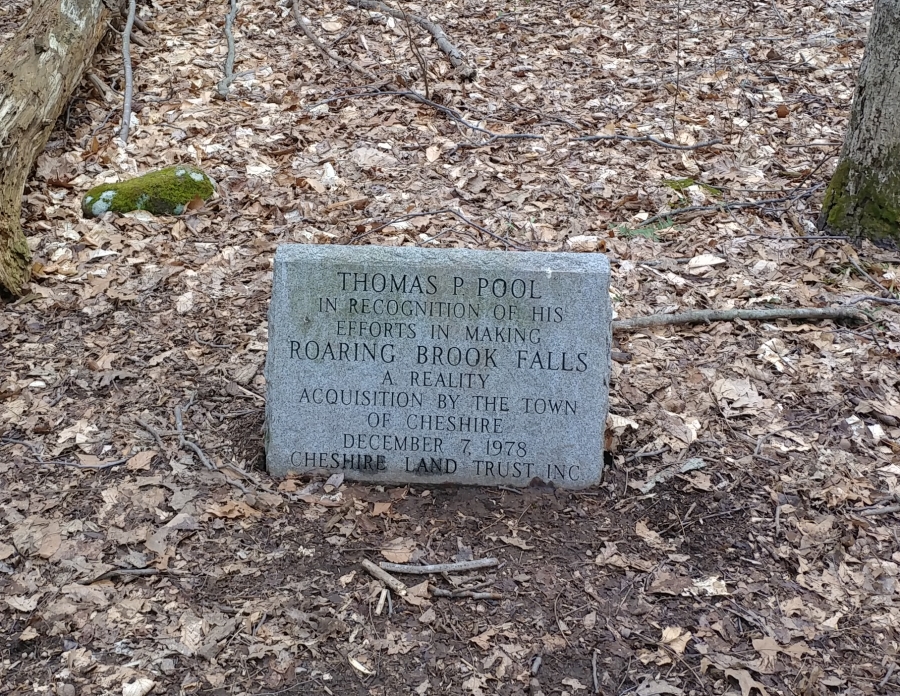 THOMAS P. POOL
IN RECOGNITION OF HIS
EFFORTS IN MAKING
ROARING BROOK FALLS
A REALITY
ACQUISITION BY THE TOWN
OF CHESHIRE
DECEMBER 7, 1978
CHESHIRE LAND TRUST, INC.